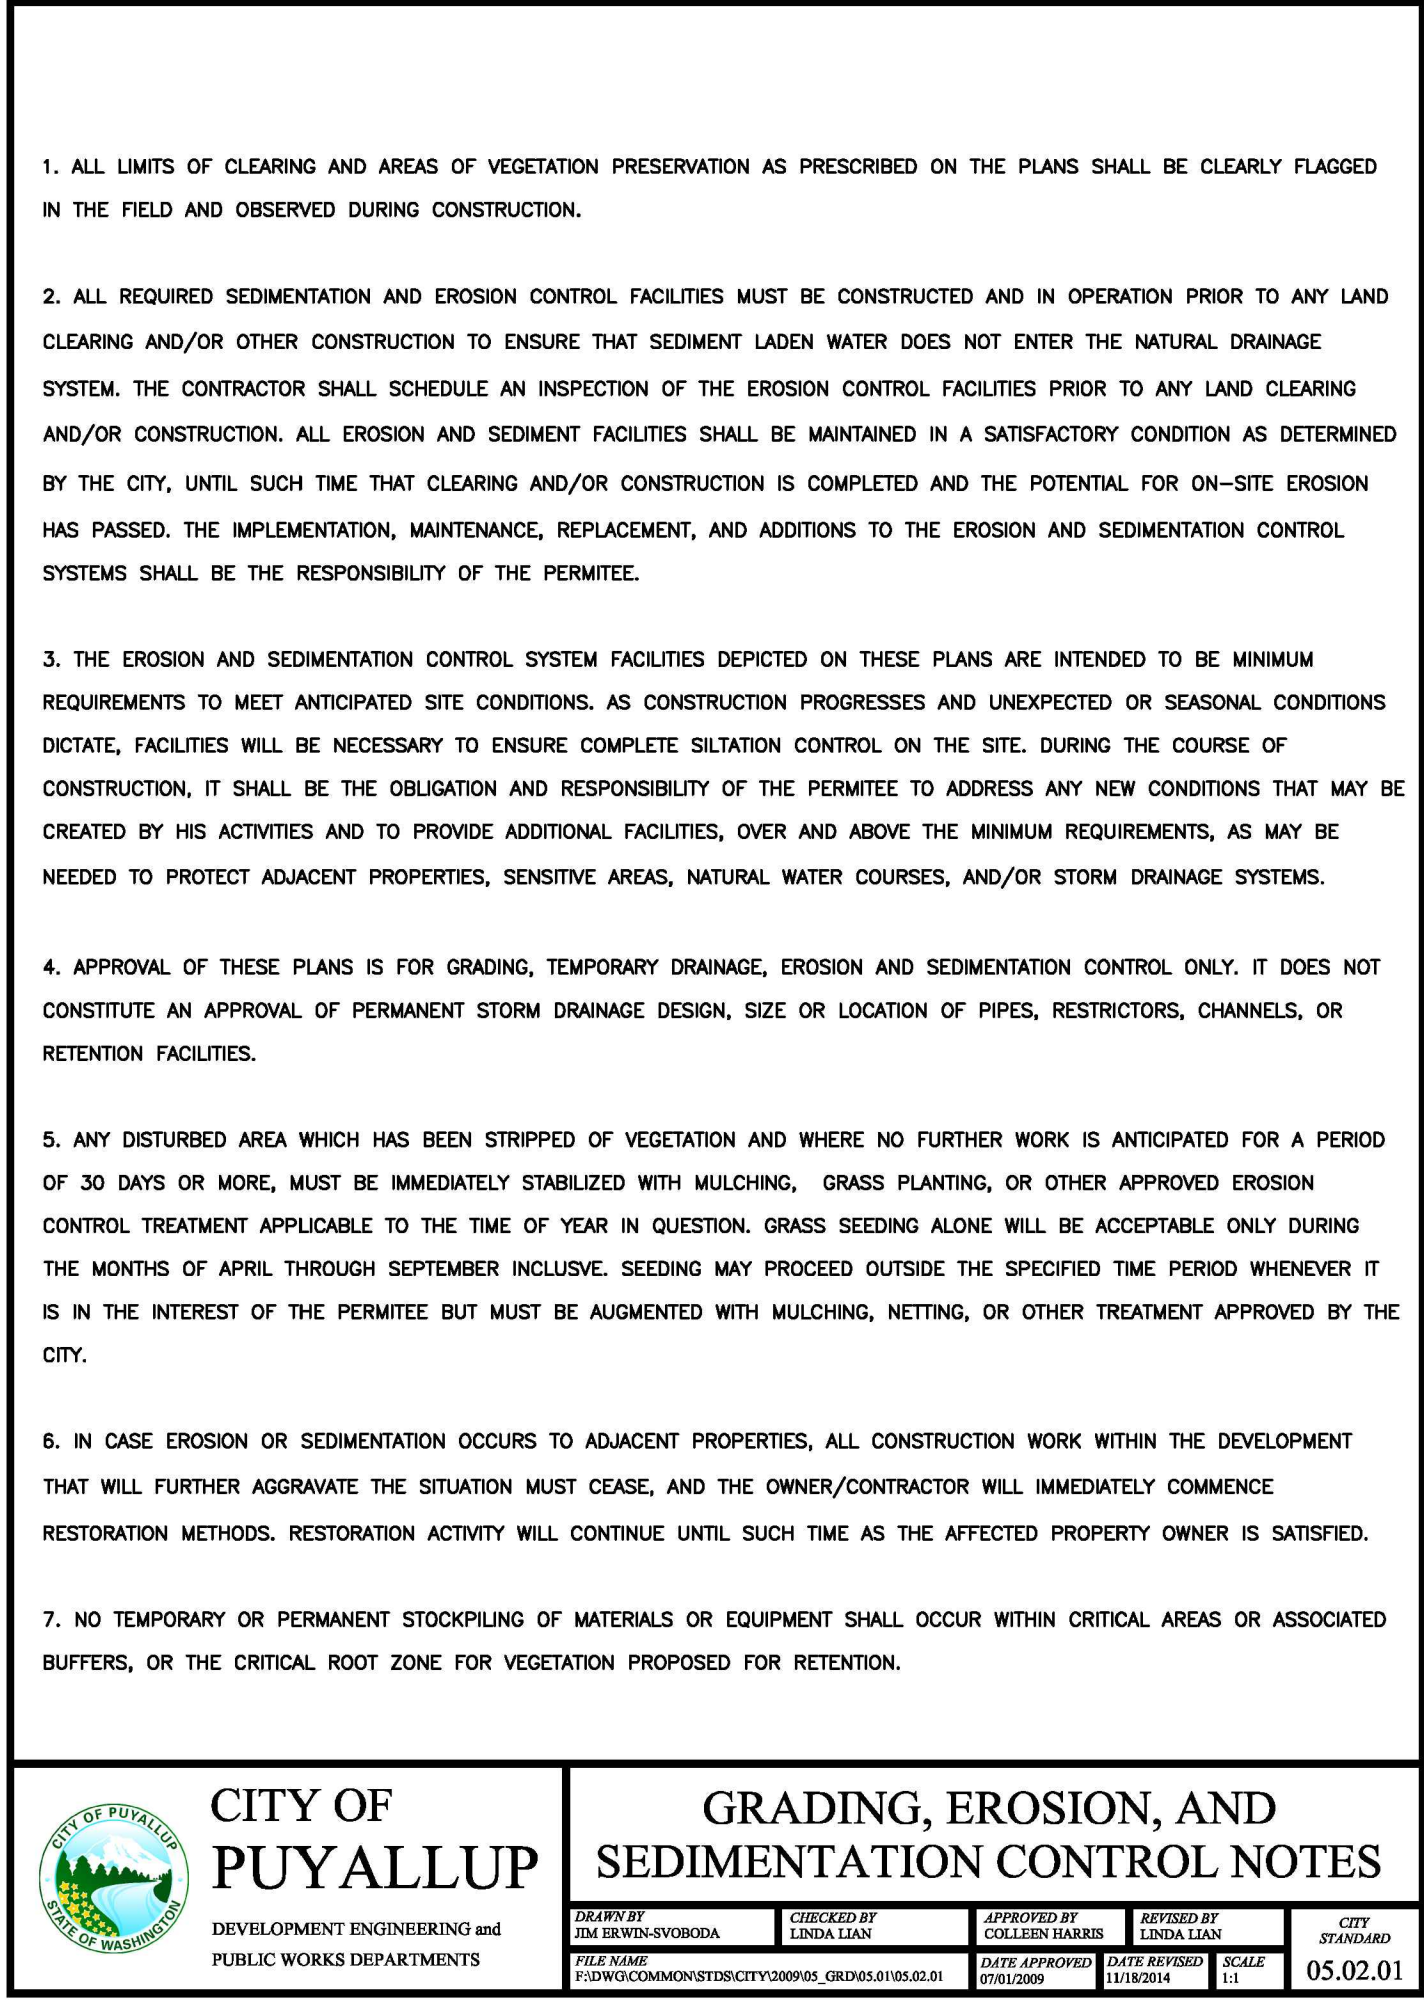 1. ALL LIMITS OF CLEARING AND AREAS OF VEGETATION PRESERVATION AS PRESCRIBED ON THE PLANS SHALL BE CLEARLY FLAGGED
IN THE FIELD AND OBSERVED DURING CONSTRUCTION.
2. ALL REQUIRED SEDIMENTATION AND EROSION CONTROL FACILITIES MUST BE CONSTRUCTED AND IN OPERATION PRIOR TO ANY LAND
CLEARING AND/OR OTHER CONSTRUCTION TO ENSURE THAT SEDIMENT LADEN WATER DOES NOT ENTER THE NATURAL DRAINAGE
SYSTEM. THE CONTRACTOR SHALL SCHEDULE AN INSPECTION OF THE EROSION CONTROL FACILITIES PRIOR TO ANY LAND CLEARING
AND/OR CONSTRUCTION. ALL EROSION AND SEDIMENT FACILITIES SHALL BE MAINTAINED IN A SATISFACTORY CONDITION AS DETERMINED
BY THE CITY, UNTIL SUCH TIME THAT CLEARING AND/OR CONSTRUCTION IS COMPLETED AND THE POTENTIAL FOR ON-SITE EROSION
HAS PASSED. THE IMPLEMENTATION, MAINTENANCE, REPLACEMENT, AND ADDITIONS TO THE EROSION AND SEDIMENTATION CONTROL
SYSTEMS SHALL BE THE RESPONSIBILITY OF THE PERMITEE.
3. THE EROSION AND SEDIMENTATION CONTROL SYSTEM FACILITIES DEPICTED ON THESE PLANS ARE INTENDED TO BE MINIMUM
REQUIREMENTS TO MEET ANTICIPATED SITE CONDITIONS. AS CONSTRUCTION PROGRESSES AND UNEXPECTED OR SEASONAL CONDITIONS
DICTATE, FACILITIES WILL BE NECESSARY TO ENSURE COMPLETE SILTATION CONTROL ON THE SITE. DURING THE COURSE OF
CONSTRUCTION, IT SHALL BE THE OBLIGATION AND RESPONSIBILITY OF THE PERMITEE TO ADDRESS ANY NEW CONDITIONS THAT MAY BE
CREATED BY HIS ACTIVITIES AND TO PROVIDE ADDITIONAL FACILITIES, OVER AND ABOVE THE MINIMUM REQUIREMENTS, AS MAY BE
NEEDED TO PROTECT ADJACENT PROPERTIES, SENSITIVE AREAS, NATURAL WATER COURSES, AND/OR STORM DRAINAGE SYSTEMS.
4. APPROVAL OF THESE PLANS IS FOR GRADING, TEMPORARY DRAINAGE, EROSION AND SEDIMENTATION CONTROL ONLY. IT DOES NOT
CONSTITUTE AN APPROVAL OF PERMANENT STORM DRAINAGE DESIGN, SIZE OR LOCATION OF PIPES, RESTRICTORS, CHANNELS, OR
RETENTION FACILITIES.
5. ANY DISTURBED AREA WHICH HAS BEEN STRIPPED OF VEGETATION AND WHERE NO FURTHER WORK IS ANTICIPATED FOR A PERIOD
OF 30 DAYS OR MORE, MUST BE IMMEDIATELY STABILIZED WITH MULCHING, GRASS PLANTING, OR OTHER APPROVED EROSION
CONTROL TREATMENT APPLICABLE TO THE TIME OF YEAR IN QUESTION. GRASS SEEDING ALONE WILL BE ACCEPTABLE ONLY DURING
THE MONTHS OF APRIL THROUGH SEPTEMBER INCLUSVE. SEEDING MAY PROCEED OUTSIDE THE SPECIFIED TIME PERIOD WHENEVER IT
IS IN THE INTEREST OF THE PERMITEE BUT MUST BE AUGMENTED WITH MULCHING, NETTING, OR OTHER TREATMENT APPROVED BY THE
CITY.
6. IN CASE EROSION OR SEDIMENTATION OCCURS TO ADJACENT PROPERTIES, ALL CONSTRUCTION WORK WITHIN THE DEVELOPMENT
THAT WILL FURTHER AGGRAVATE THE SITUATION MUST CEASE, AND THE OWNER/CONTRACTOR WILL IMMEDIATELY COMMENCE
RESTORATION METHODS. RESTORATION ACTIVITY WILL CONTINUE UNTIL SUCH TIME AS THE AFFECTED PROPERTY OWNER IS SATISFIED.
7. NO TEMPORARY OR PERMANENT STOCKPILING OF MATERIALS OR EQUIPMENT SHALL OCCUR WITHIN CRITICAL AREAS OR ASSOCIATED
BUFFERS, OR THE CRITICAL ROOT ZONE FOR VEGETATION PROPOSED FOR RETENTION.
CITY OF PUYALLUP
STATE OF WASHINGTON
CITY OF
PUYALLUP
DEVELOPMENT ENGINEERING and
PUBLIC WORKS DEPARTMENTS
GRADING, EROSION, AND
SEDIMENTATION CONTROL NOTES
DRAWN BY
JIM ERWIN-SVOBODA
CHECKED BY
LINDA LIAN
APPROVED BY
COLLEEN HARRIS
REVISED BY
LINDA LIAN
FILE NAME
F:\DWG\COMMON\STDS\CITY\2009\05_GRD\05.01\05.02.01
DATE APPROVED
07/01/2009
DATE REVISED
11/18/2014
SCALE
1:1
CITY
STANDARD
05.02.01